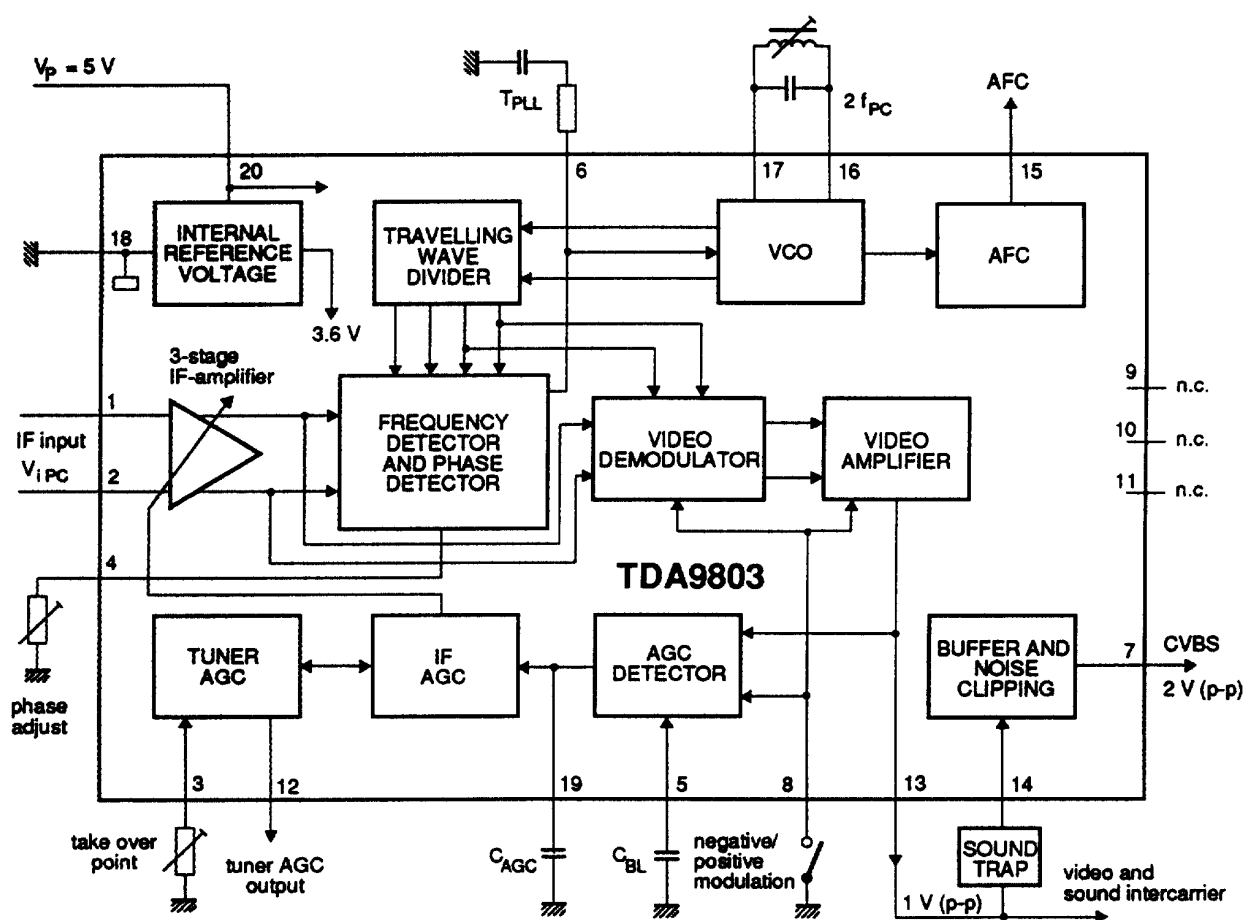 V_P = 5 V
T_PLL
2 f_PC
AFC
20
6
17
16
15
18
INTERNAL
REFERENCE
VOLTAGE
TRAVELLING
WAVE
DIVIDER
VCO
AFC
3.6 V
3-stage
IF-amplifier
1
IF input
V_i PC
2
FREQUENCY
DETECTOR
AND PHASE
DETECTOR
VIDEO
DEMODULATOR
VIDEO
AMPLIFIER
9
n.c.
10
n.c.
11
n.c.
4
TDA9803
phase
adjust
TUNER
AGC
IF
AGC
AGC
DETECTOR
BUFFER AND
NOISE
CLIPPING
7
CVBS
2 V (p-p)
3
12
19
5
8
13
14
take over
point
tuner AGC
output
C_AGC
C_BL
negative/
positive
modulation
SOUND
TRAP
1 V (p-p)
video and
sound intercarrier